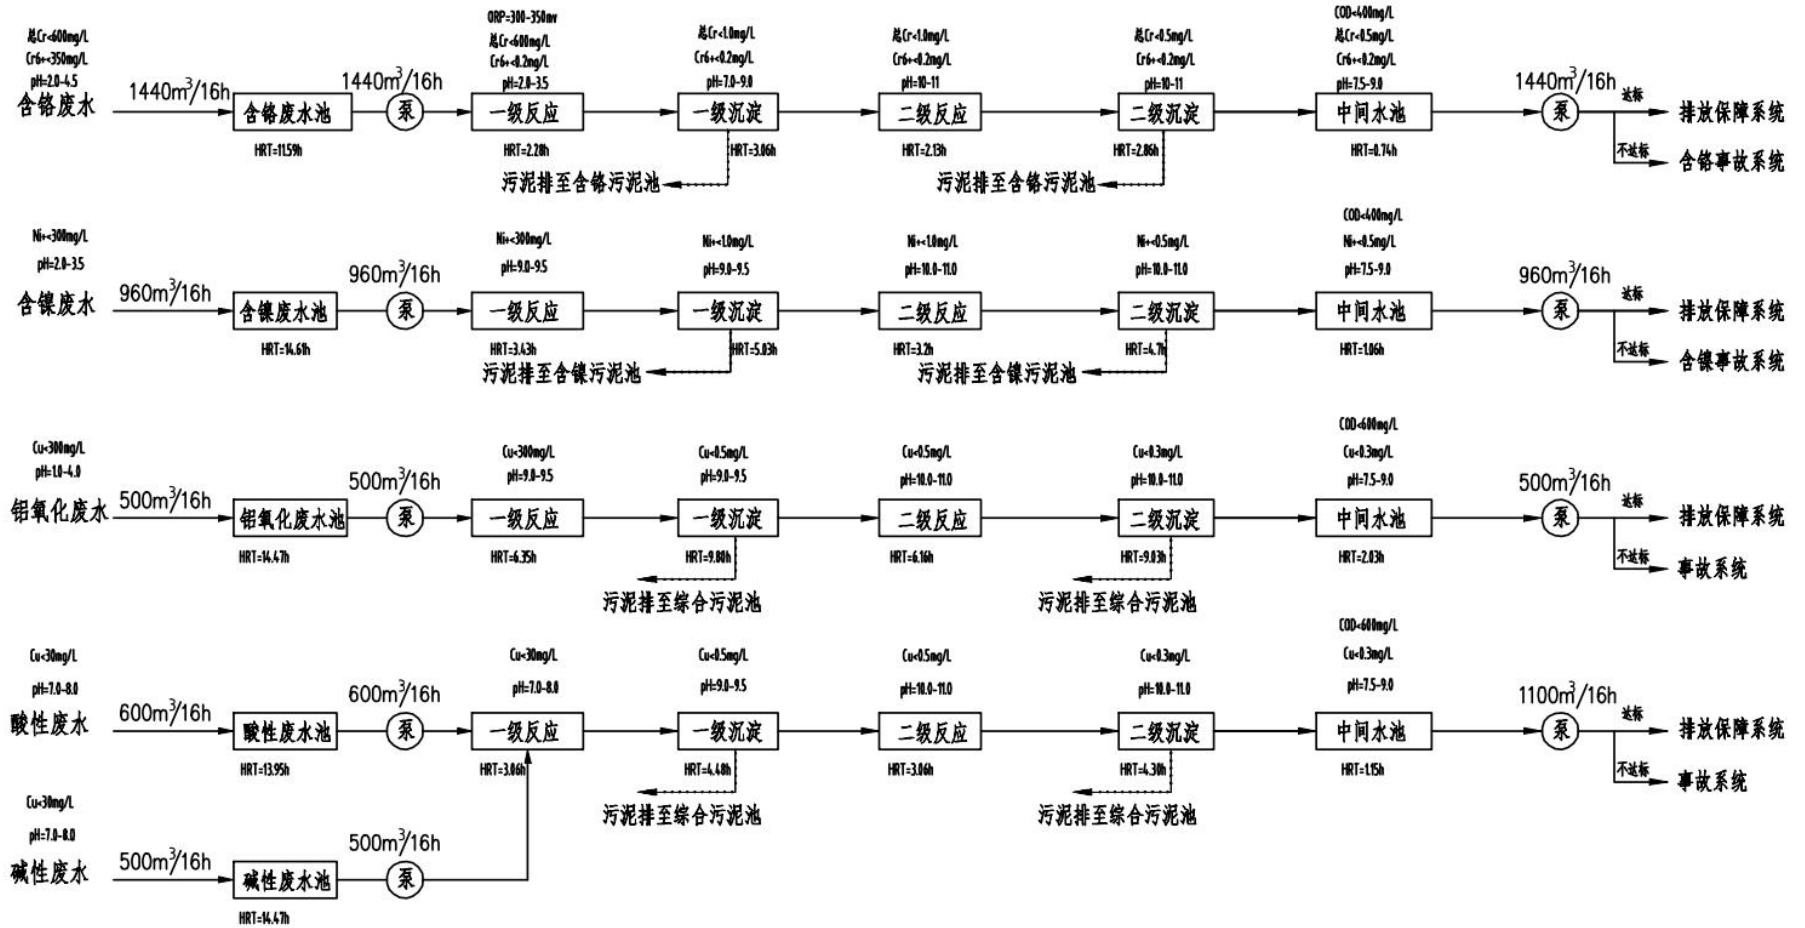 ORP=300-350mv
总Cr<600mg/L
总Cr<600mg/L
总Cr<1.0mg/L
总Cr<1.0mg/L
总Cr<0.5mg/L
COD<400mg/L
总Cr<0.5mg/L
Cr6+<350mg/L
Cr6+<0.2mg/L
Cr6+<0.2mg/L
Cr6+<0.2mg/L
Cr6+<0.2mg/L
Cr6+<0.2mg/L
pH=2.0-4.5
pH=2.0-3.5
pH=7.0-9.0
pH=10-11
pH=10-11
pH=7.5-9.0
含铬废水
1440m³/16h
含铬废水池
1440m³/16h
泵
一级反应
一级沉淀
二级反应
二级沉淀
中间水池
1440m³/16h
泵
达标
排放保障系统
不达标
含铬事故系统
HRT=11.59h
HRT=2.28h
HRT=3.06h
HRT=2.13h
HRT=2.86h
HRT=0.74h
污泥排至含铬污泥池
污泥排至含铬污泥池
Ni+<300mg/L
Ni+<300mg/L
Ni+<1.0mg/L
Ni+<1.0mg/L
Ni+<0.5mg/L
COD<400mg/L
Ni+<0.5mg/L
pH=2.0-3.5
pH=9.0-9.5
pH=9.0-9.5
pH=10.0-11.0
pH=10.0-11.0
pH=7.5-9.0
含镍废水
960m³/16h
含镍废水池
960m³/16h
泵
一级反应
一级沉淀
二级反应
二级沉淀
中间水池
960m³/16h
泵
达标
排放保障系统
不达标
含镍事故系统
HRT=14.61h
HRT=3.43h
HRT=5.03h
HRT=3.2h
HRT=4.7h
HRT=1.06h
污泥排至含镍污泥池
污泥排至含镍污泥池
Cu<300mg/L
Cu<300mg/L
Cu<0.5mg/L
Cu<0.5mg/L
Cu<0.3mg/L
COD<600mg/L
Cu<0.3mg/L
pH=1.0-4.0
pH=9.0-9.5
pH=9.0-9.5
pH=10.0-11.0
pH=10.0-11.0
pH=7.5-9.0
铝氧化废水
500m³/16h
铝氧化废水池
500m³/16h
泵
一级反应
一级沉淀
二级反应
二级沉淀
中间水池
500m³/16h
泵
达标
排放保障系统
不达标
事故系统
HRT=14.47h
HRT=6.35h
HRT=9.80h
HRT=6.16h
HRT=9.03h
HRT=2.03h
污泥排至综合污泥池
污泥排至综合污泥池
Cu<30mg/L
Cu<30mg/L
Cu<0.5mg/L
Cu<0.5mg/L
Cu<0.3mg/L
COD<600mg/L
Cu<0.3mg/L
pH=7.0-8.0
pH=7.0-8.0
pH=9.0-9.5
pH=10.0-11.0
pH=10.0-11.0
pH=7.5-9.0
酸性废水
600m³/16h
酸性废水池
600m³/16h
泵
一级反应
一级沉淀
二级反应
二级沉淀
中间水池
1100m³/16h
泵
达标
排放保障系统
不达标
事故系统
HRT=13.95h
HRT=3.06h
HRT=4.48h
HRT=3.06h
HRT=4.30h
HRT=1.15h
污泥排至综合污泥池
污泥排至综合污泥池
Cu<30mg/L
pH=7.0-8.0
碱性废水
500m³/16h
碱性废水池
500m³/16h
泵
HRT=14.47h